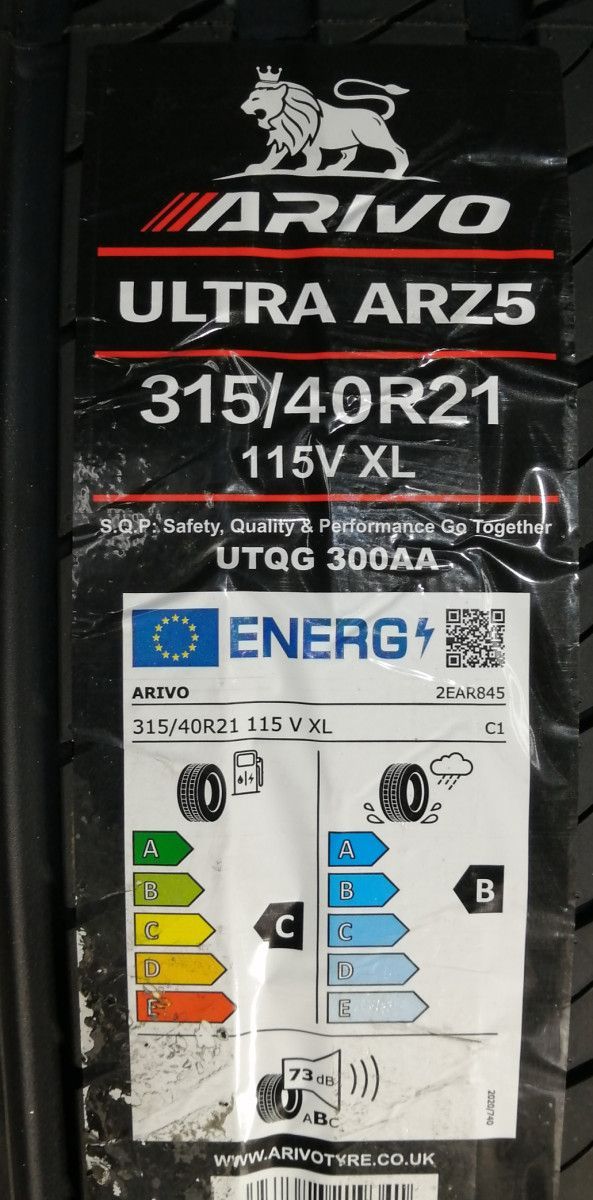 ARIVO
ULTRA ARZ5
315/40R21
115V XL
S.Q.P: Safety, Quality & Performance Go Together
UTQG 300AA
ENERG
ARIVO 2EAR845
315/40R21 115 V XL C1
A A
B B B
C C C
D D
E E
73 dB
ABC
2020/740
WWW.ARIVOTYRE.CO.UK